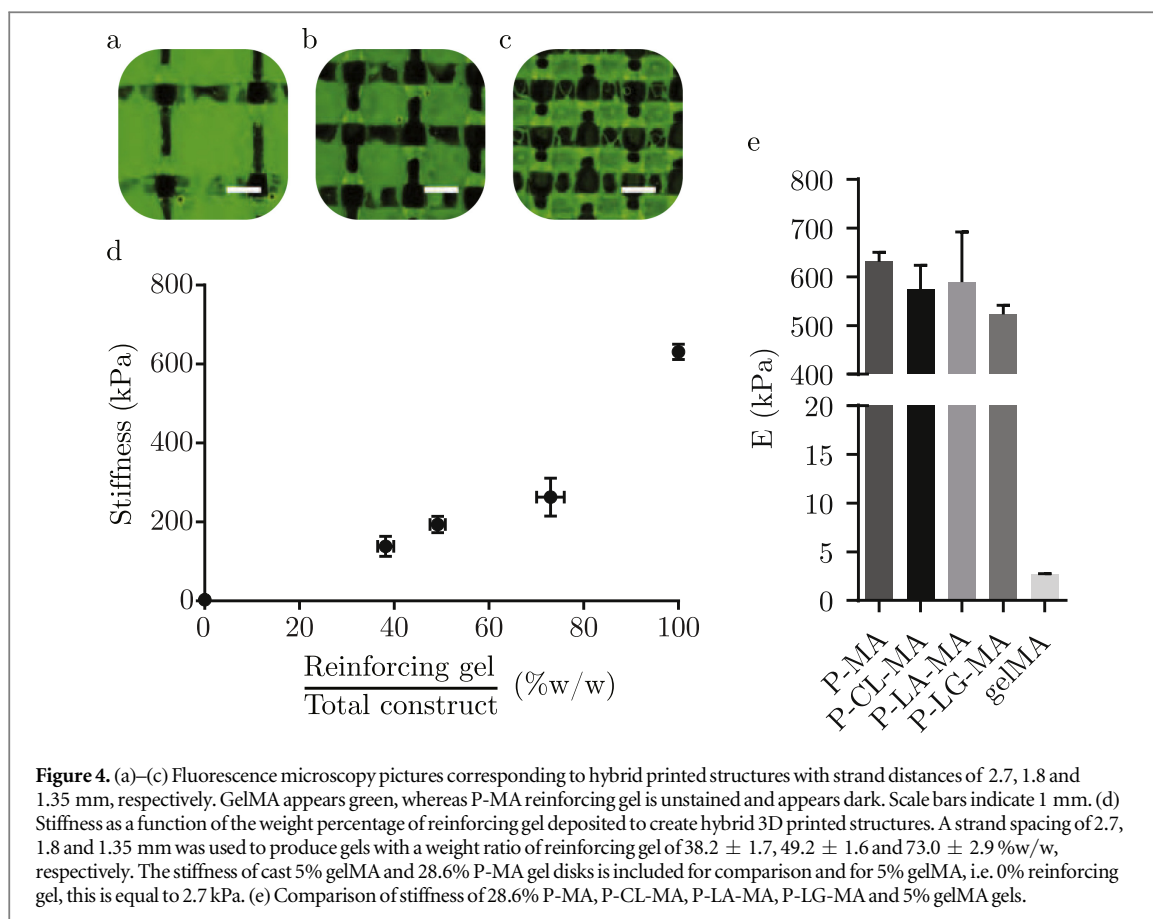 a
b
c
d
800
600
400
200
0
Stiffness (kPa)
0 20 40 60 80 100
Reinforcing gel
Total construct
(%w/w)
e
800
700
600
500
400
20
15
10
5
0
E (kPa)
P-MA
P-CL-MA
P-LA-MA
P-LG-MA
gelMA
Figure 4. (a)–(c) Fluorescence microscopy pictures corresponding to hybrid printed structures with strand distances of 2.7, 1.8 and
1.35 mm, respectively. GelMA appears green, whereas P-MA reinforcing gel is unstained and appears dark. Scale bars indicate 1 mm. (d)
Stiffness as a function of the weight percentage of reinforcing gel deposited to create hybrid 3D printed structures. A strand spacing of 2.7,
1.8 and 1.35 mm was used to produce gels with a weight ratio of reinforcing gel of 38.2 ± 1.7, 49.2 ± 1.6 and 73.0 ± 2.9 %w/w,
respectively. The stiffness of cast 5% gelMA and 28.6% P-MA gel disks is included for comparison and for 5% gelMA, i.e. 0% reinforcing
gel, this is equal to 2.7 kPa. (e) Comparison of stiffness of 28.6% P-MA, P-CL-MA, P-LA-MA, P-LG-MA and 5% gelMA gels.